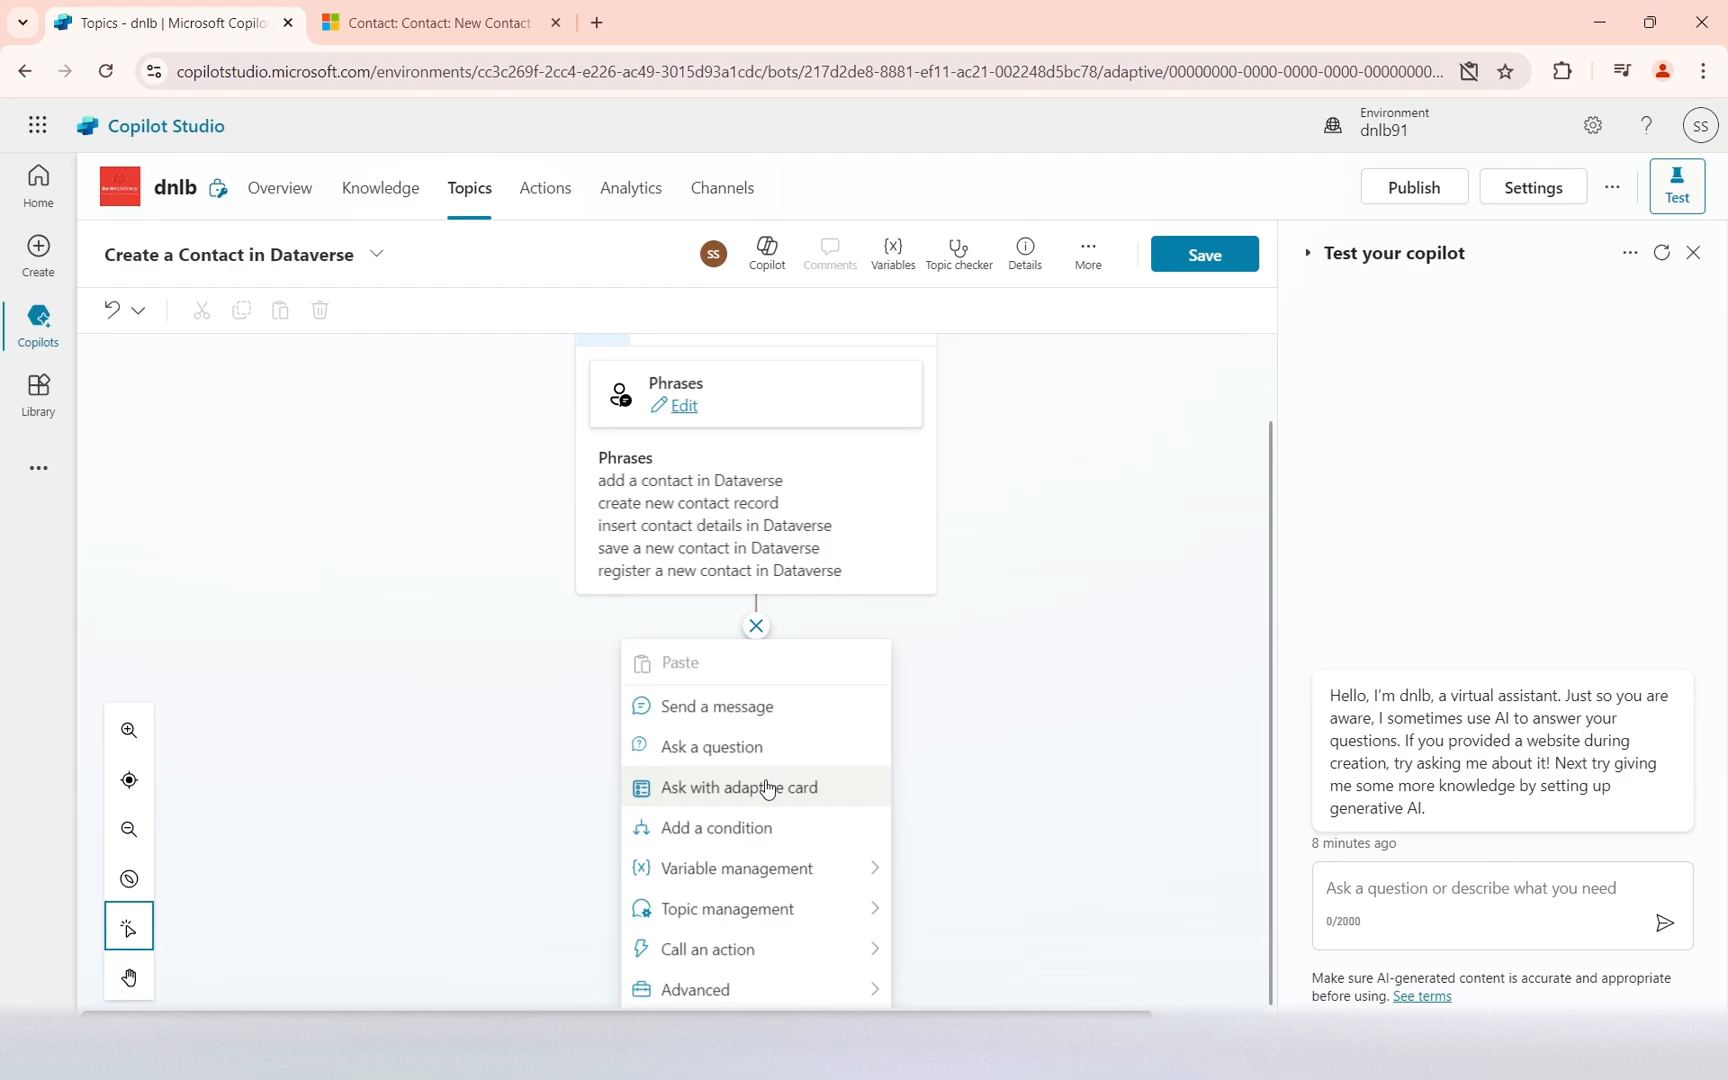 Topics - dnlb | Microsoft Copilo
Contact: Contact: New Contact
copilotstudio.microsoft.com/environments/cc3c269f-2cc4-e226-ac49-3015d93a1cdc/bots/217d2de8-8881-ef11-ac21-002248d5bc78/adaptive/00000000-0000-0000-0000-00000000...
Copilot Studio
Environment
dnlb91
SS
Home
Create
Copilots
Library
dnlb
Overview
Knowledge
Topics
Actions
Analytics
Channels
Publish
Settings
Test
Create a Contact in Dataverse
SS
Copilot
Comments
Variables
Topic checker
Details
More
Save
Phrases
Edit
Phrases
add a contact in Dataverse
create new contact record
insert contact details in Dataverse
save a new contact in Dataverse
register a new contact in Dataverse
Paste
Send a message
Ask a question
Ask with adaptive card
Add a condition
Variable management
Topic management
Call an action
Advanced
Test your copilot
Hello, I'm dnlb, a virtual assistant. Just so you are
aware, I sometimes use AI to answer your
questions. If you provided a website during
creation, try asking me about it! Next try giving
me some more knowledge by setting up
generative AI.
8 minutes ago
Ask a question or describe what you need
0/2000
Make sure AI-generated content is accurate and appropriate
before using. See terms